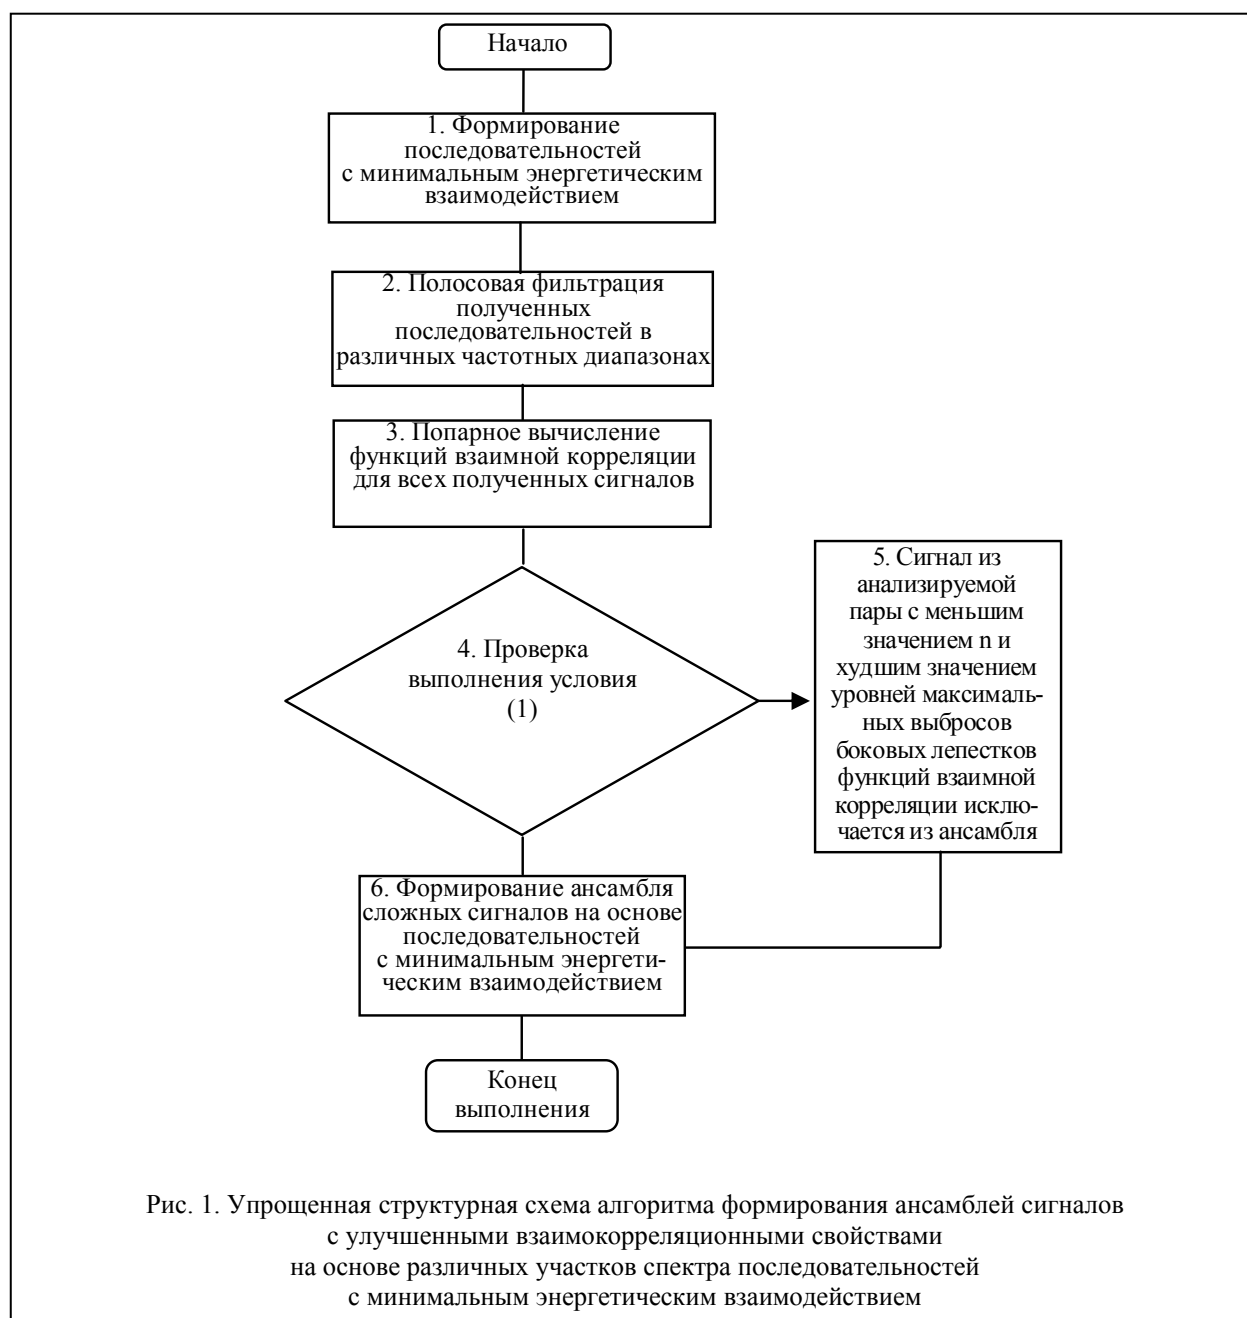 Начало
1. Формирование
последовательностей
с минимальным энергетическим
взаимодействием
2. Полосовая фильтрация
полученных
последовательностей в
различных частотных диапазонах
3. Попарное вычисление
функций взаимной корреляции
для всех полученных сигналов
4. Проверка
выполнения условия
(1)
5. Сигнал из
анализируемой
пары с меньшим
значением n и
худшим значением
уровней максималь-
ных выбросов
боковых лепестков
функций взаимной
корреляции исклю-
чается из ансамбля
6. Формирование ансамбля
сложных сигналов на основе
последовательностей
с минимальным энергети-
ческим взаимодействием
Конец
выполнения
Рис. 1. Упрощенная структурная схема алгоритма формирования ансамблей сигналов
с улучшенными взаимокорреляционными свойствами
на основе различных участков спектра последовательностей
с минимальным энергетическим взаимодействием